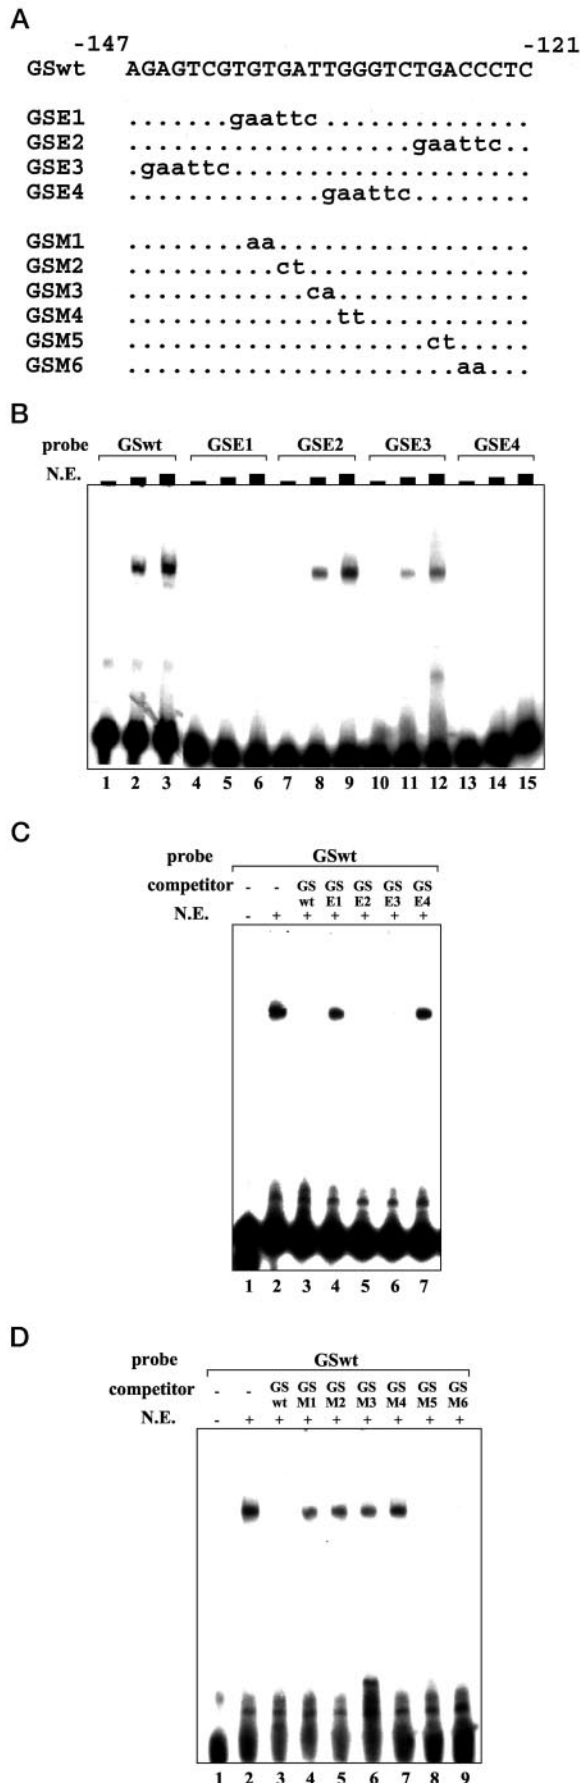 A
-147 -121
GSwt AGAGTCGTGTGATTGGGTCTGACCCTC
GSE1 .......gaattc..............
GSE2 ...................gaattc..
GSE3 .gaattc....................
GSE4 .............gaattc........
GSM1 ........aa.................
GSM2 ..........ct...............
GSM3 ............ca.............
GSM4 ..............tt...........
GSM5 ....................ct.....
GSM6 ......................aa...
B
probe GSwt GSE1 GSE2 GSE3 GSE4
N.E.
1 2 3 4 5 6 7 8 9 10 11 12 13 14 15
C
probe GSwt
competitor - - GS GS GS GS GS
wt E1 E2 E3 E4
N.E. - + + + + + +
1 2 3 4 5 6 7
D
probe GSwt
competitor - - GS GS GS GS GS GS GS
wt M1 M2 M3 M4 M5 M6
N.E. - + + + + + + + +
1 2 3 4 5 6 7 8 9